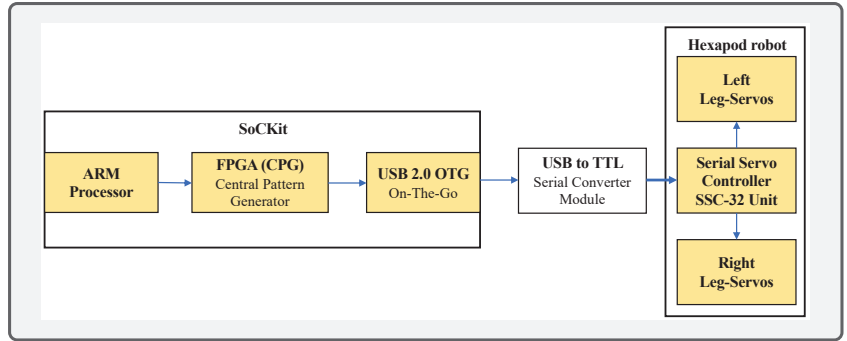 SoCKit
ARM
Processor
FPGA (CPG)
Central Pattern
Generator
USB 2.0 OTG
On-The-Go
USB to TTL
Serial Converter
Module
Hexapod robot
Left
Leg-Servos
Serial Servo
Controller
SSC-32 Unit
Right
Leg-Servos